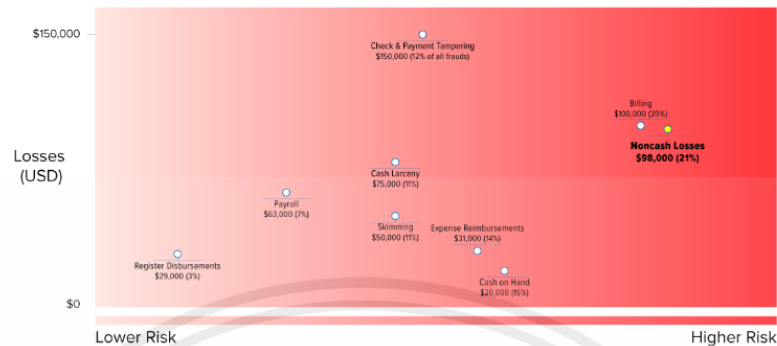 $150,000
Check & Payment Tampering
$150,000 (12% of all frauds)
Billing
$100,000 (20%)
Noncash Losses
$98,000 (21%)
Losses
(USD)
Cash Larceny
$75,000 (11%)
Payroll
$63,000 (7%)
Skimming
$50,000 (11%)
Expense Reimbursements
$31,000 (14%)
Register Disbursements
$29,000 (3%)
Cash on Hand
$20,000 (15%)
$0
Lower Risk
Higher Risk